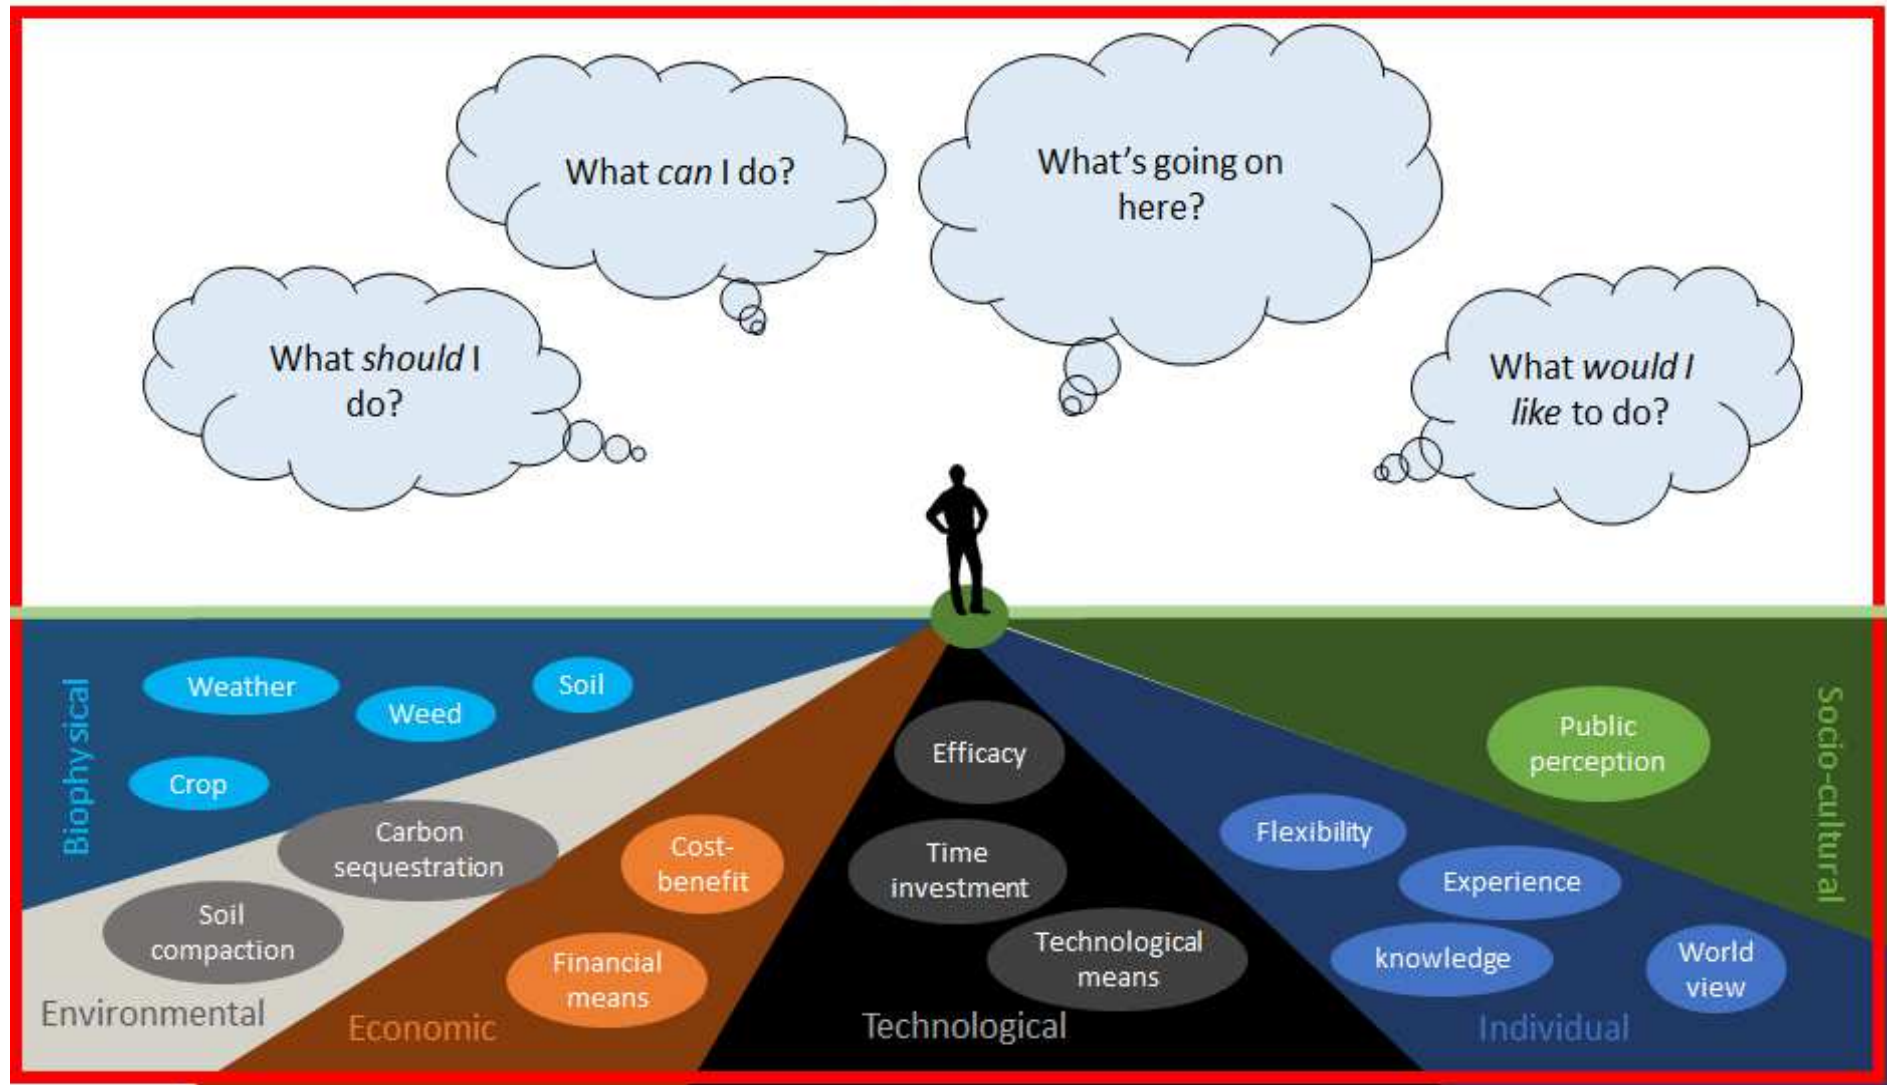 What can I do?
What's going on
here?
What should I
do?
What would I
like to do?
Biophysical
Weather
Weed
Soil
Crop
Carbon
sequestration
Soil
compaction
Environmental
Cost-
benefit
Financial
means
Economic
Efficacy
Time
investment
Technological
means
Technological
Flexibility
Experience
knowledge
World
view
Individual
Public
perception
Socio-cultural